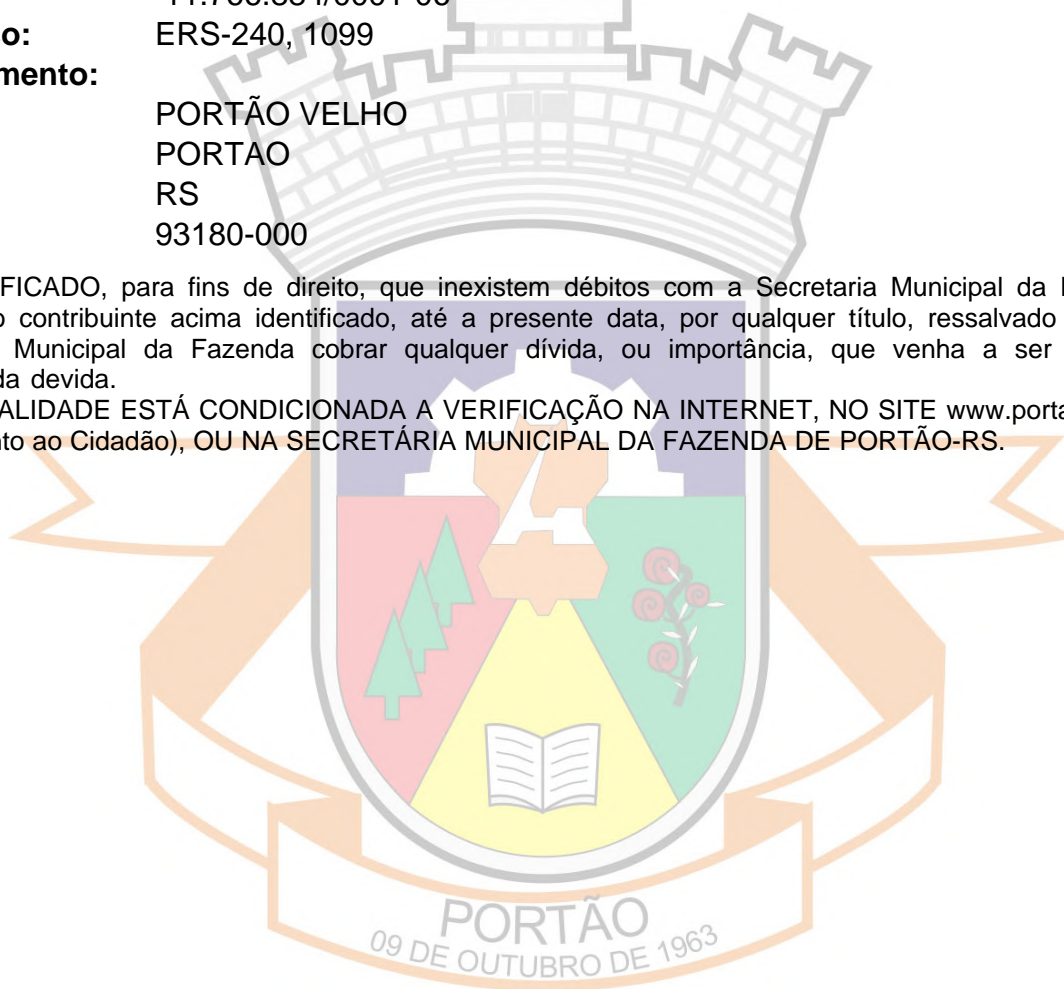 o: ERS-240, 1099
mento:
PORTÃO VELHO
PORTAO
RS
93180-000
FICADO, para fins de direito, que inexistem débitos com a Secretaria Municipal da
o contribuinte acima identificado, até a presente data, por qualquer título, ressalvado
Municipal da Fazenda cobrar qualquer dívida, ou importância, que venha a ser
da devida.
ALIDADE ESTÁ CONDICIONADA A VERIFICAÇÃO NA INTERNET, NO SITE www.porta
nto ao Cidadão), OU NA SECRETÁRIA MUNICIPAL DA FAZENDA DE PORTÃO-RS.
PORTÃO
09 DE OUTUBRO DE 1963